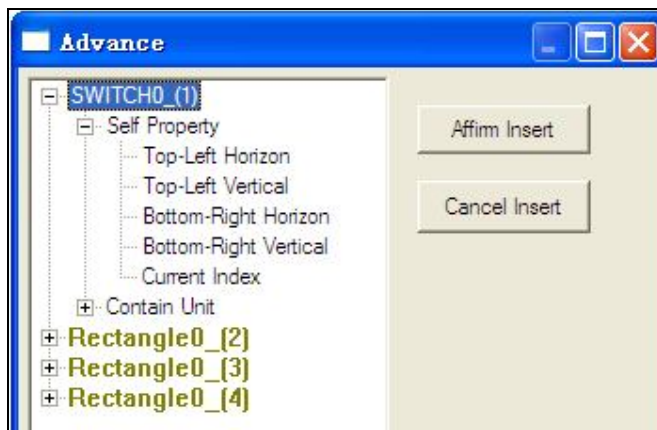 Advance
SWITCH0_(1)
Affirm Insert
Self Property
Top-Left Horizon
Top-Left Vertical
Cancel Insert
Bottom-Right Horizon
Bottom-Right Vertical
Current Index
Contain Unit
Rectangle0_(2)
Rectangle0_(3)
Rectangle0_(4)